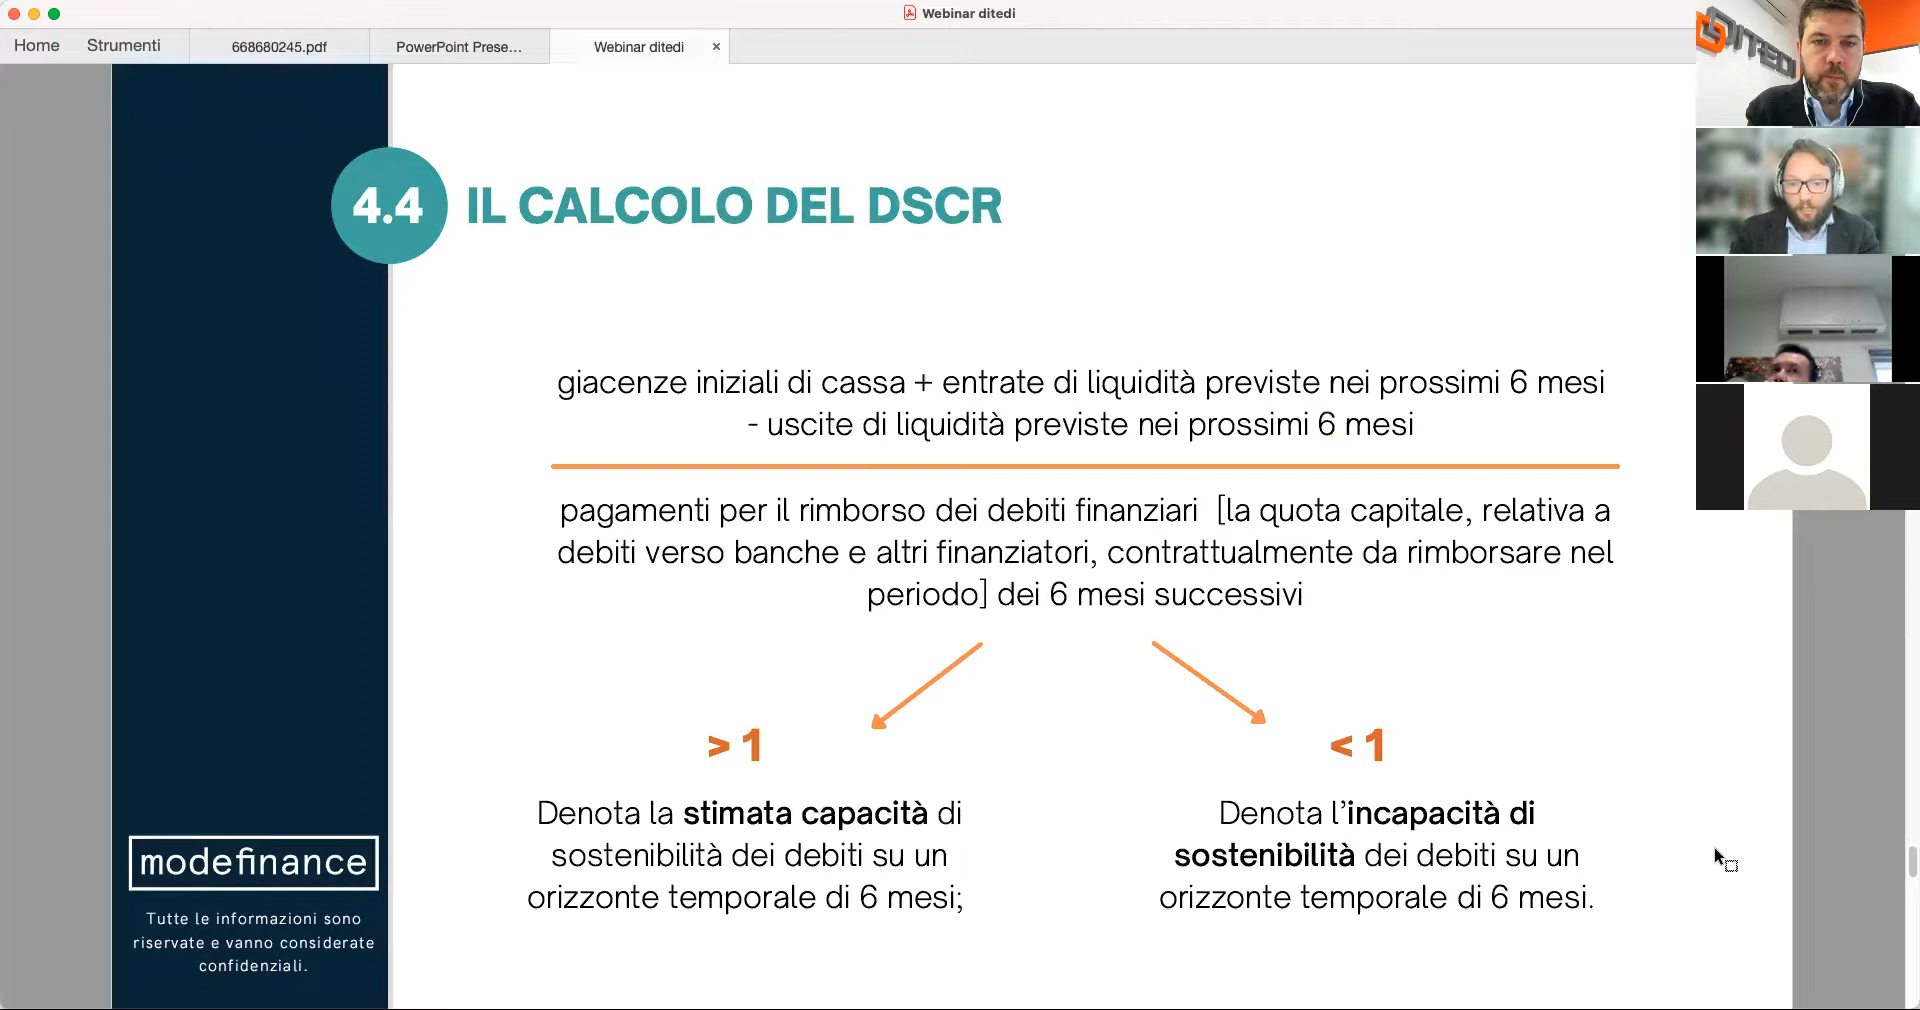 Webinar ditedi
Home Strumenti 668680245.pdf PowerPoint Prese... Webinar ditedi ×
DITEDI
4.4 IL CALCOLO DEL DSCR
giacenze iniziali di cassa + entrate di liquidità previste nei prossimi 6 mesi
- uscite di liquidità previste nei prossimi 6 mesi
pagamenti per il rimborso dei debiti finanziari [la quota capitale, relativa a
debiti verso banche e altri finanziatori, contrattualmente da rimborsare nel
periodo] dei 6 mesi successivi
> 1
Denota la stimata capacità di
sostenibilità dei debiti su un
orizzonte temporale di 6 mesi;
< 1
Denota l'incapacità di
sostenibilità dei debiti su un
orizzonte temporale di 6 mesi.
modefinance
Tutte le informazioni sono
riservate e vanno considerate
confidenziali.